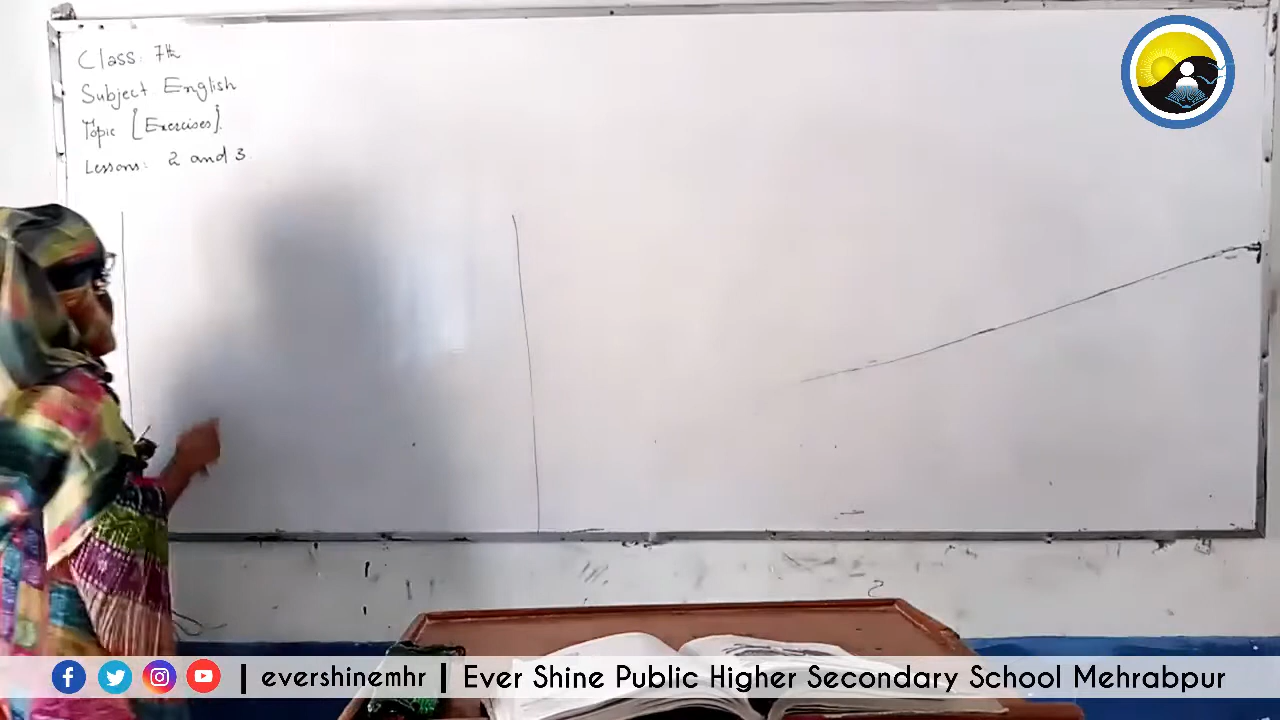 Class: 7th
Subject English
Topic [Exercises].
Lessons: 2 and 3.
| evershinemhr | Ever Shine Public Higher Secondary School Mehrabpur